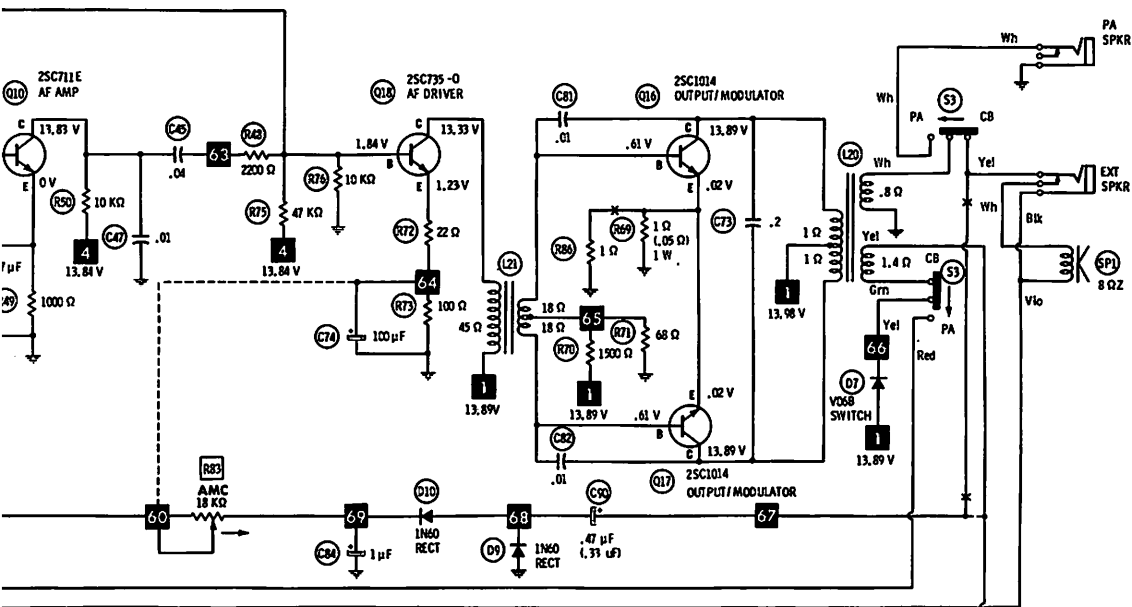 PA
SPKR
Wh
2SC711E
AF AMP
Q10
C
13.83 V
E
0 V
R50
10 KΩ
4
13.84 V
7 µF
49
1000 Ω
C45
.04
63
R48
2200 Ω
C47
.01
R75
47 KΩ
4
13.84 V
R76
10 KΩ
2SC735-O
AF DRIVER
Q18
C
13.33 V
1.84 V
B
E
1.23 V
R72
22 Ω
64
R73
100 Ω
C74
100 µF
L21
45 Ω
1
13.89 V
18 Ω
18 Ω
65
R71
68 Ω
R70
1500 Ω
1
13.89 V
C81
.01
2SC1014
OUTPUT/MODULATOR
Q16
C
13.89 V
.61 V
B
E
.02 V
R86
1 Ω
R69
1 Ω
(.05 Ω)
1 W
C73
.2
E
.02 V
.61 V
B
C
13.89 V
C82
.01
Q17
2SC1014
OUTPUT/MODULATOR
L20
1 Ω
1 Ω
1
13.98 V
Wh
.8 Ω
Yel
1.4 Ω
Grn
Wh
S3
PA
CB
Yel
EXT
SPKR
Wh
Blk
SP1
8 Ω Z
Vio
CB
S3
PA
Yel
Red
66
D7
V06B
SWITCH
1
13.89 V
R83
AMC
18 KΩ
60
69
C84
1 µF
D10
1N60
RECT
68
D9
1N60
RECT
C90
.47 µF
(.33 uF)
67